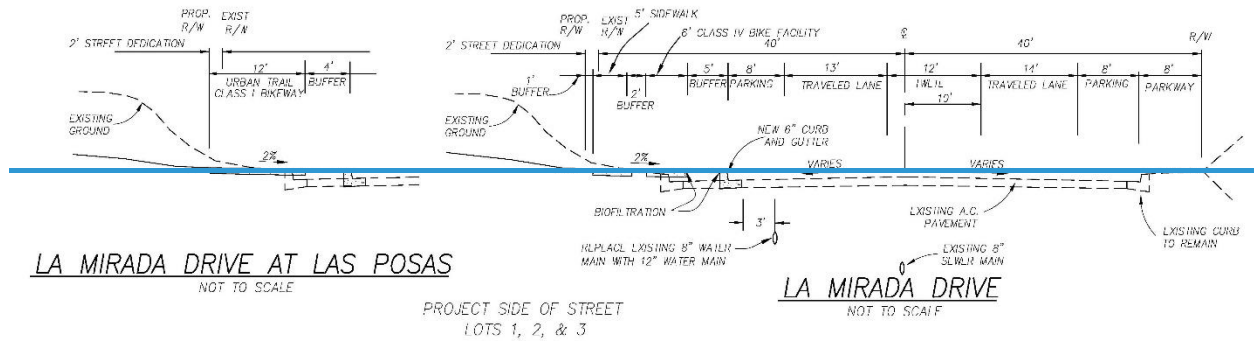 PROP. R/W
EXIST R/W
2' STREET DEDICATION
12'
4'
URBAN TRAIL
CLASS I BIKEWAY
BUFFER
EXISTING
GROUND
2%
LA MIRADA DRIVE AT LAS POSAS
NOT TO SCALE
PROP. R/W
EXIST R/W
5' SIDEWALK
6' CLASS IV BIKE FACILITY
2' STREET DEDICATION
40'
℄
40'
R/W
1'
BUFFER
2'
BUFFER
5'
BUFFER
8'
PARKING
13'
TRAVELED LANE
12'
TWLTL
10'
14'
TRAVELED LANE
8'
PARKING
8'
PARKWAY
EXISTING
GROUND
NEW 6" CURB
AND GUTTER
2%
VARIES
VARIES
BIOFILTRATION
3'
EXISTING A.C.
PAVEMENT
EXISTING CURB
TO REMAIN
REPLACE EXISTING 8" WATER
MAIN WITH 12" WATER MAIN
EXISTING 8"
SEWER MAIN
LA MIRADA DRIVE
NOT TO SCALE
PROJECT SIDE OF STREET
LOTS 1, 2, & 3